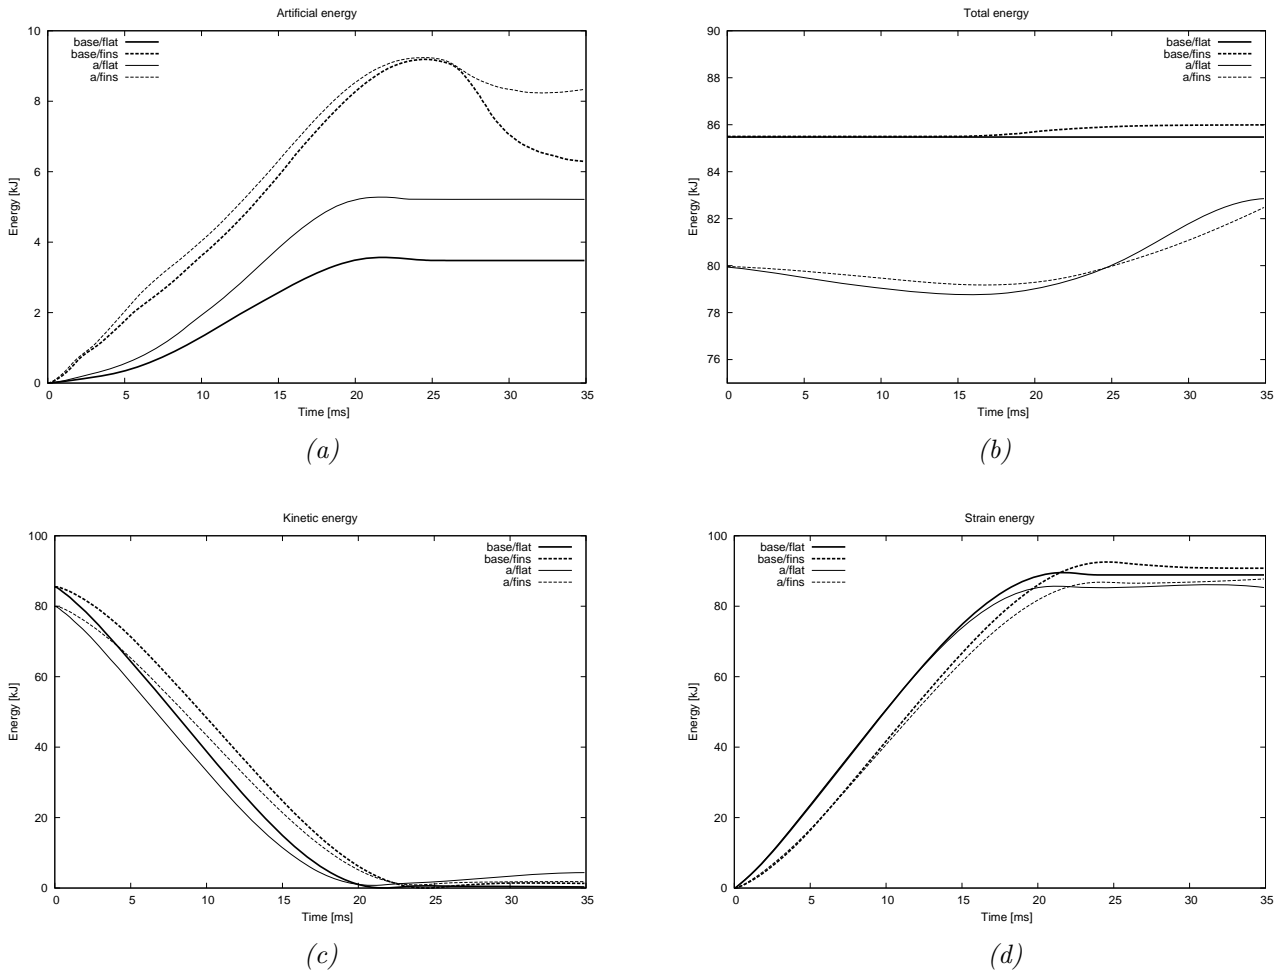 Artificial energy
10
8
6
4
2
0
Energy [kJ]
base/flat
base/fins
a/flat
a/fins
0 5 10 15 20 25 30 35
Time [ms]
(a)
Total energy
90
88
86
84
82
80
78
76
Energy [kJ]
base/flat
base/fins
a/flat
a/fins
0 5 10 15 20 25 30 35
Time [ms]
(b)
Kinetic energy
100
80
60
40
20
0
Energy [kJ]
base/flat
base/fins
a/flat
a/fins
0 5 10 15 20 25 30 35
Time [ms]
(c)
Strain energy
100
80
60
40
20
0
Energy [kJ]
base/flat
base/fins
a/flat
a/fins
0 5 10 15 20 25 30 35
Time [ms]
(d)